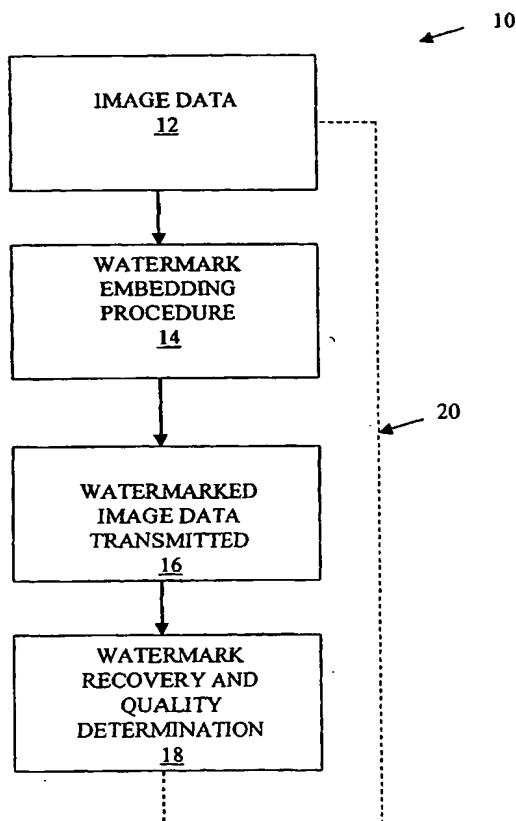 10
IMAGE DATA
12
WATERMARK
EMBEDDING
PROCEDURE
14
20
WATERMARKED
IMAGE DATA
TRANSMITTED
16
WATERMARK
RECOVERY AND
QUALITY
DETERMINATION
18